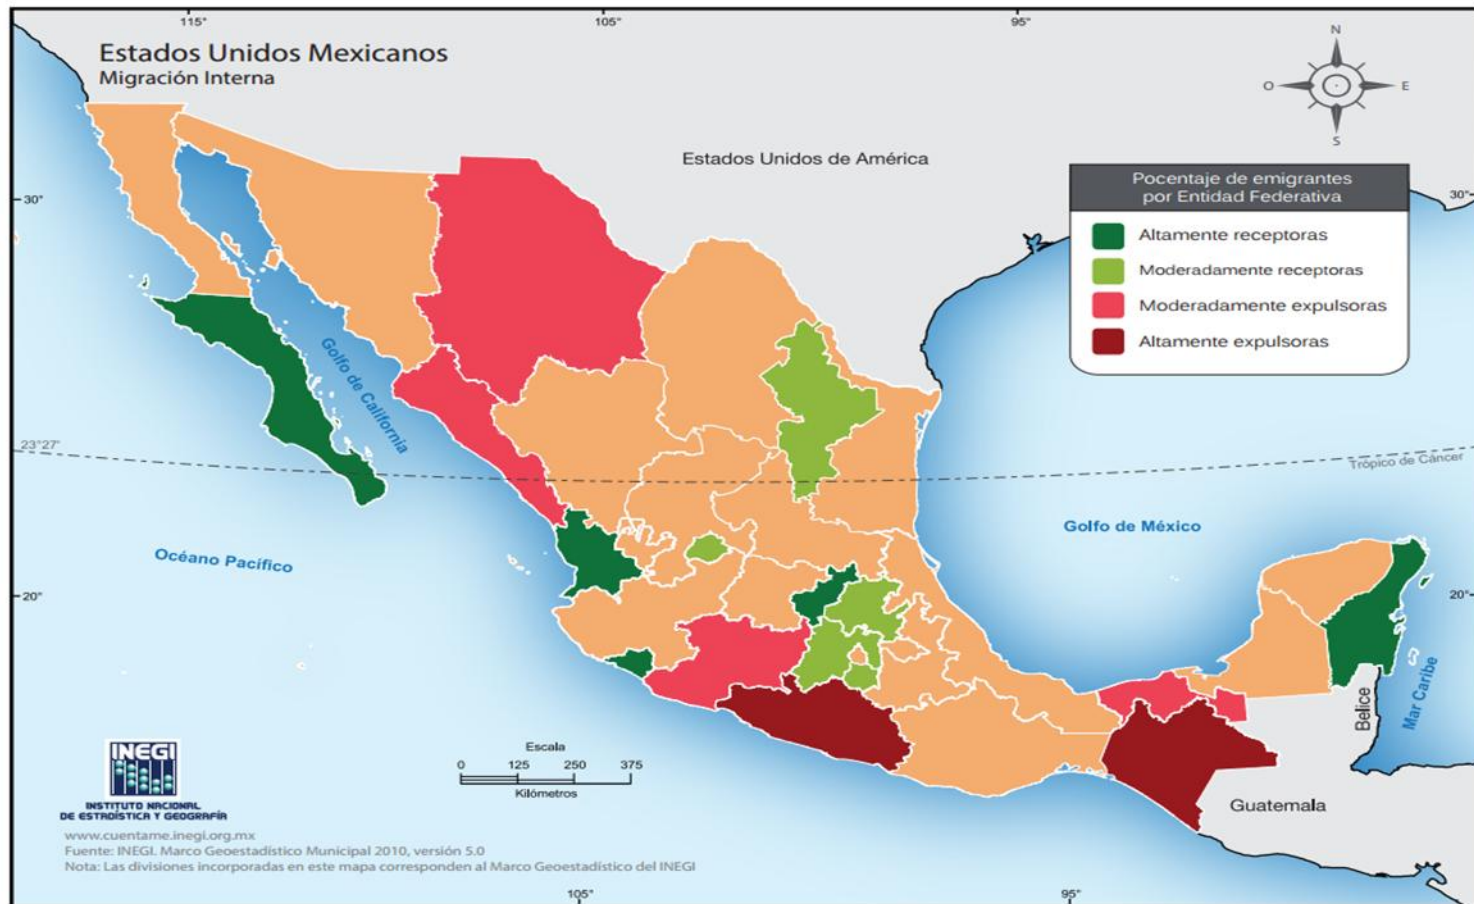 115°
105°
95°
Estados Unidos Mexicanos
Migración Interna
N
O
E
S
Estados Unidos de América
Pocentaje de emigrantes
por Entidad Federativa
Altamente receptoras
Moderadamente receptoras
Moderadamente expulsoras
Altamente expulsoras
30°
30°
Golfo de California
23°27'
Trópico de Cáncer
Golfo de México
Océano Pacífico
20°
20°
Mar Caribe
Belice
Guatemala
Escala
0 125 250 375
Kilómetros
INEGI
INSTITUTO NACIONAL
DE ESTADÍSTICA Y GEOGRAFÍA
www.cuentame.inegi.org.mx
Fuente: INEGI. Marco Geoestadístico Municipal 2010, versión 5.0
Nota: Las divisiones incorporadas en este mapa corresponden al Marco Geoestadístico del INEGI
105°
95°